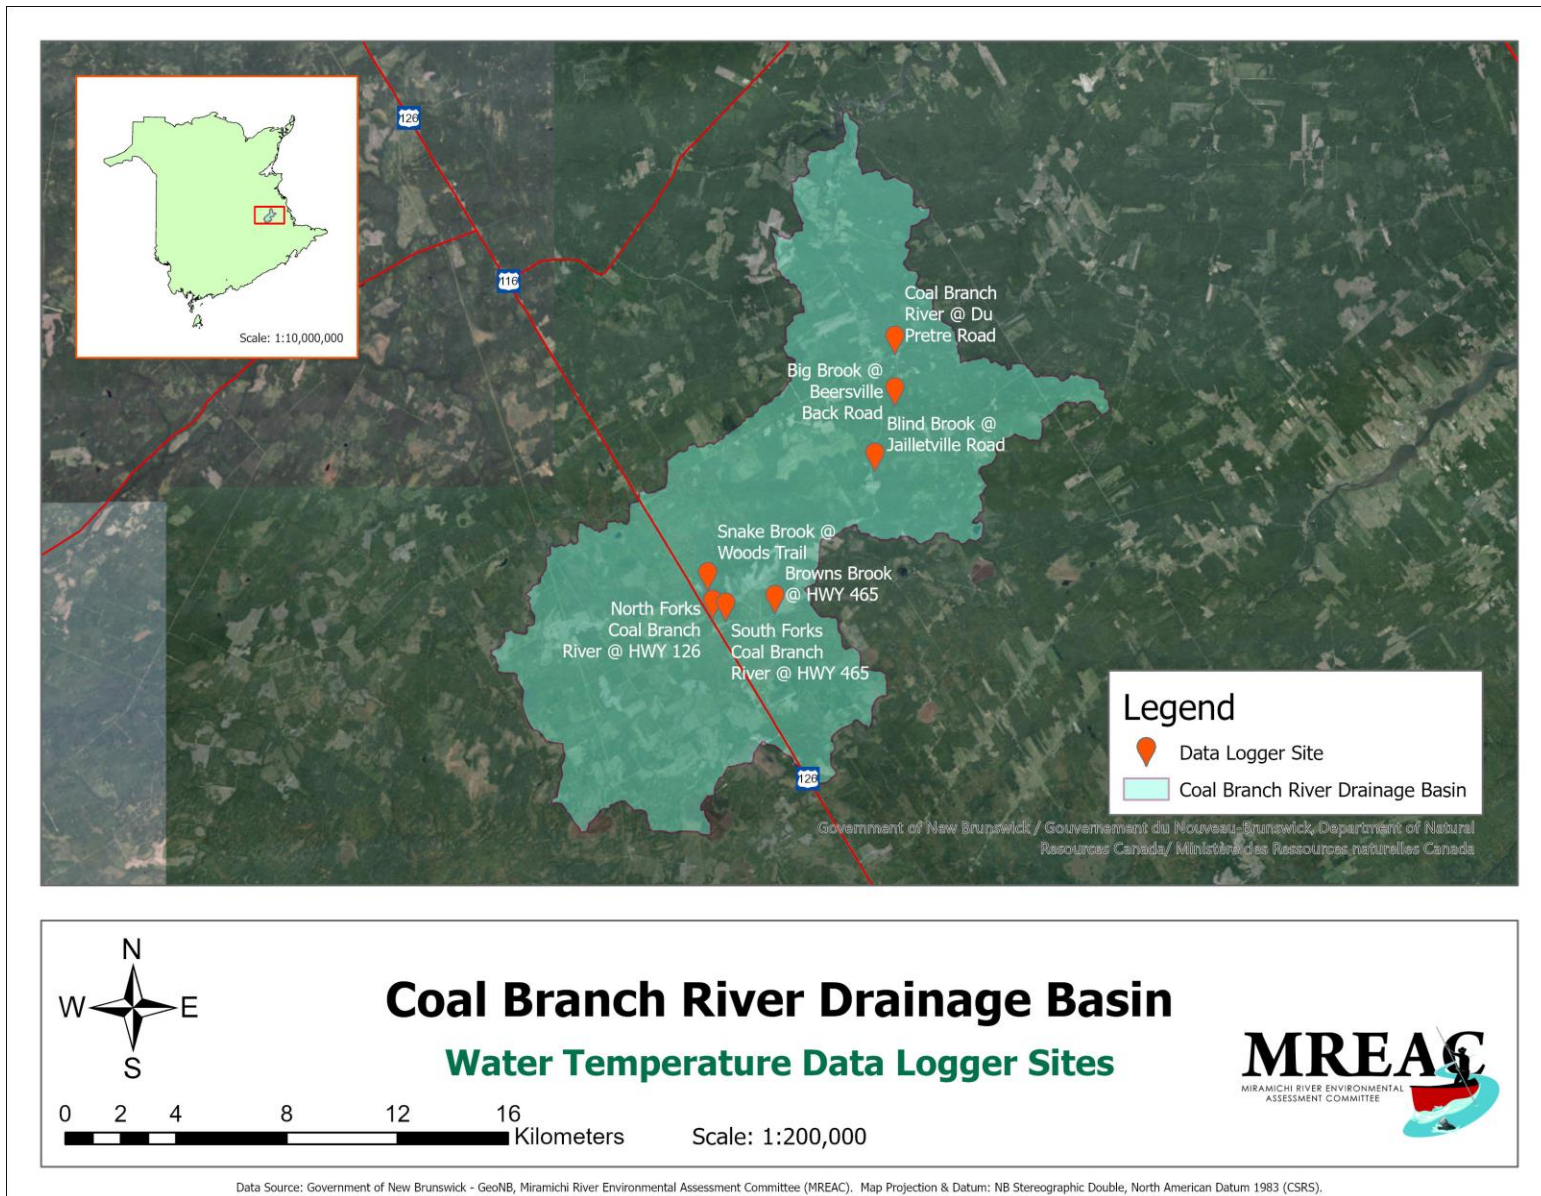 126
116
Scale: 1:10,000,000
Coal Branch
River @ Du
Pretre Road
Big Brook @
Beersville
Back Road
Blind Brook @
Jailletville Road
Snake Brook @
Woods Trail
Browns Brook
@ HWY 465
North Forks
Coal Branch
River @ HWY 126
South Forks
Coal Branch
River @ HWY 465
126
Legend
Data Logger Site
Coal Branch River Drainage Basin
Government of New Brunswick / Gouvernement du Nouveau-Brunswick, Department of Natural
Resources Canada/ Ministère des Ressources naturelles Canada
N
W E
S
Coal Branch River Drainage Basin
Water Temperature Data Logger Sites
0 2 4 8 12 16
Kilometers
Scale: 1:200,000
MREAC
MIRAMICHI RIVER ENVIRONMENTAL
ASSESSMENT COMMITTEE
Data Source: Government of New Brunswick - GeoNB, Miramichi River Environmental Assessment Committee (MREAC). Map Projection & Datum: NB Stereographic Double, North American Datum 1983 (CSRS).